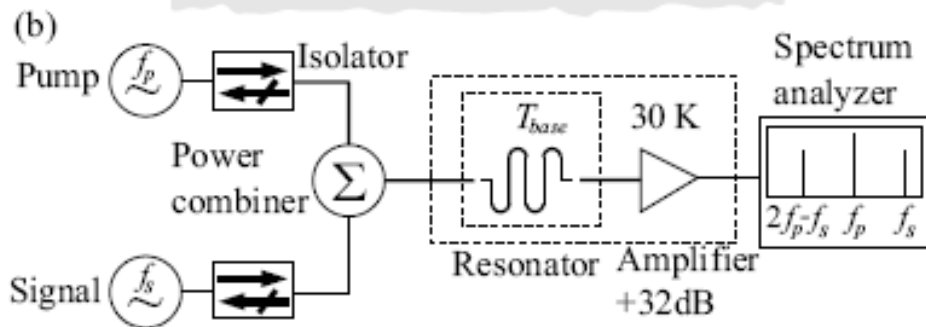 (b)
Pump
f_p
Isolator
Power
combiner
Σ
Signal
f_s
T_base
30 K
Resonator
Amplifier
+32dB
Spectrum
analyzer
2f_p-f_s f_p f_s